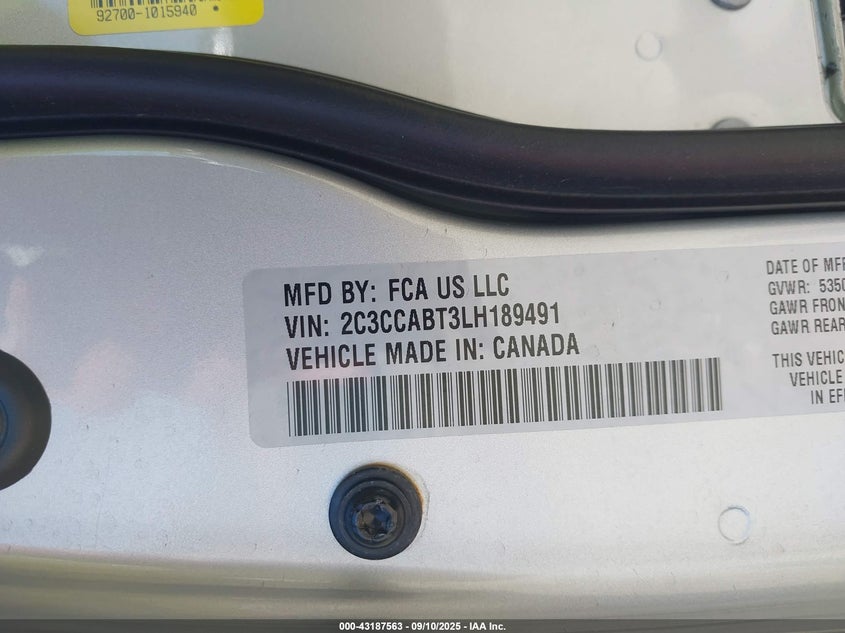 92700-1015940
MFD BY: FCA US LLC
VIN: 2C3CCABT3LH189491
VEHICLE MADE IN: CANADA
DATE OF MFR
GVWR: 5350
GAWR FRON
GAWR REAR
THIS VEHIC
VEHICLE
IN EF
000-43187563 - 09/10/2025 - IAA Inc.